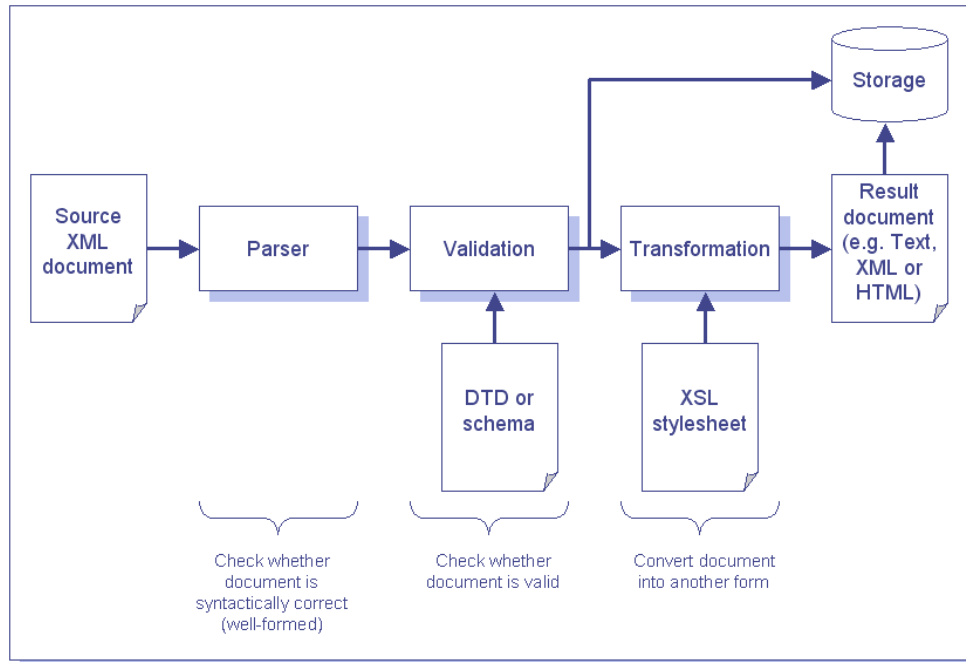 Storage
Source
XML
document
Parser
Validation
Transformation
Result
document
(e.g. Text,
XML or
HTML)
DTD or
schema
XSL
stylesheet
Check whether
document is
syntactically correct
(well-formed)
Check whether
document is valid
Convert document
into another form